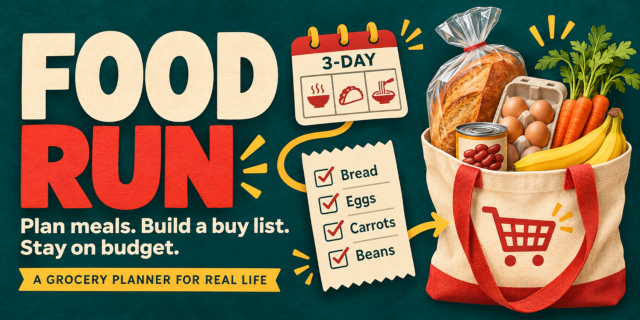 FOOD
RUN
Plan meals. Build a buy list.
Stay on budget.
A GROCERY PLANNER FOR REAL LIFE
3-DAY
Bread
Eggs
Carrots
Beans